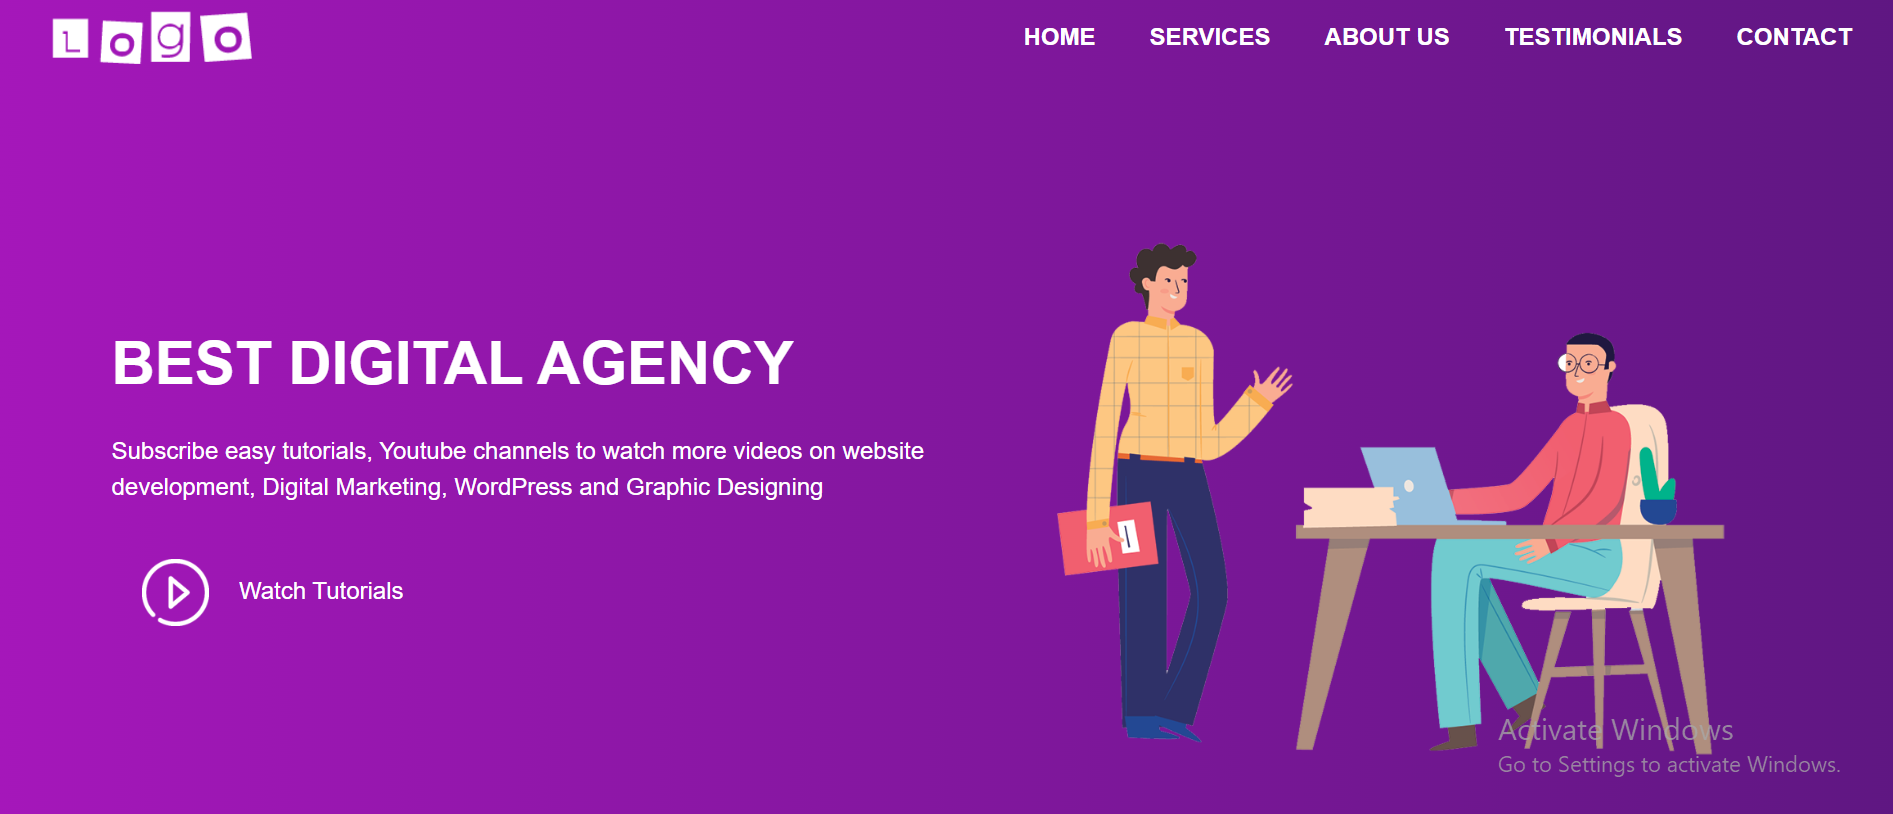 Logo
HOME SERVICES ABOUT US TESTIMONIALS CONTACT
BEST DIGITAL AGENCY
Subscribe easy tutorials, Youtube channels to watch more videos on website
development, Digital Marketing, WordPress and Graphic Designing
Watch Tutorials
Activate Windows
Go to Settings to activate Windows.